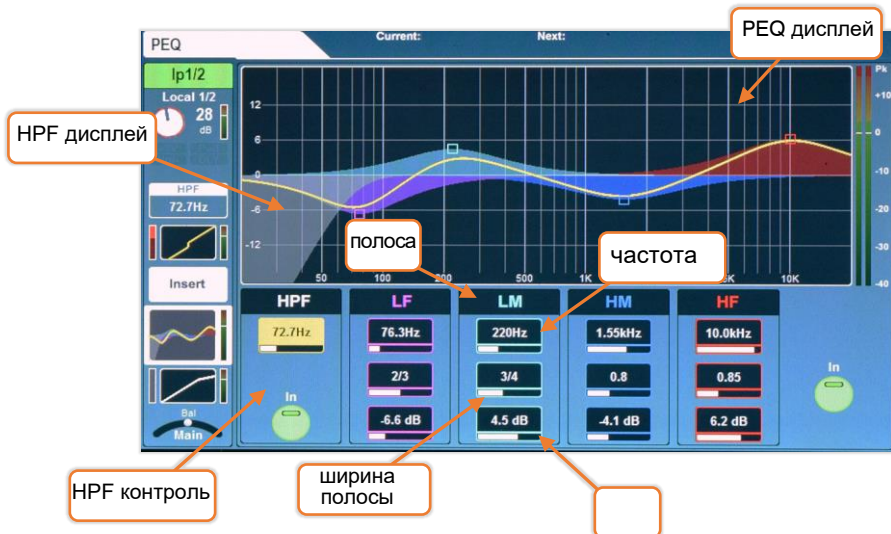 PEQ
Current:
Next:
PEQ дисплей
Ip1/2
Local 1/2
28
dB
HPF дисплей
HPF
72.7Hz
Insert
Bal
Main
12
6
0
-6
-12
50
100
200
500
1K
10K
Pk
+10
0
-10
-20
-30
-40
полоса
частота
HPF
LF
LM
HM
HF
72.7Hz
76.3Hz
220Hz
1.55kHz
10.0kHz
2/3
3/4
0.8
0.85
In
In
-6.6 dB
4.5 dB
-4.1 dB
6.2 dB
HPF контроль
ширина
полосы